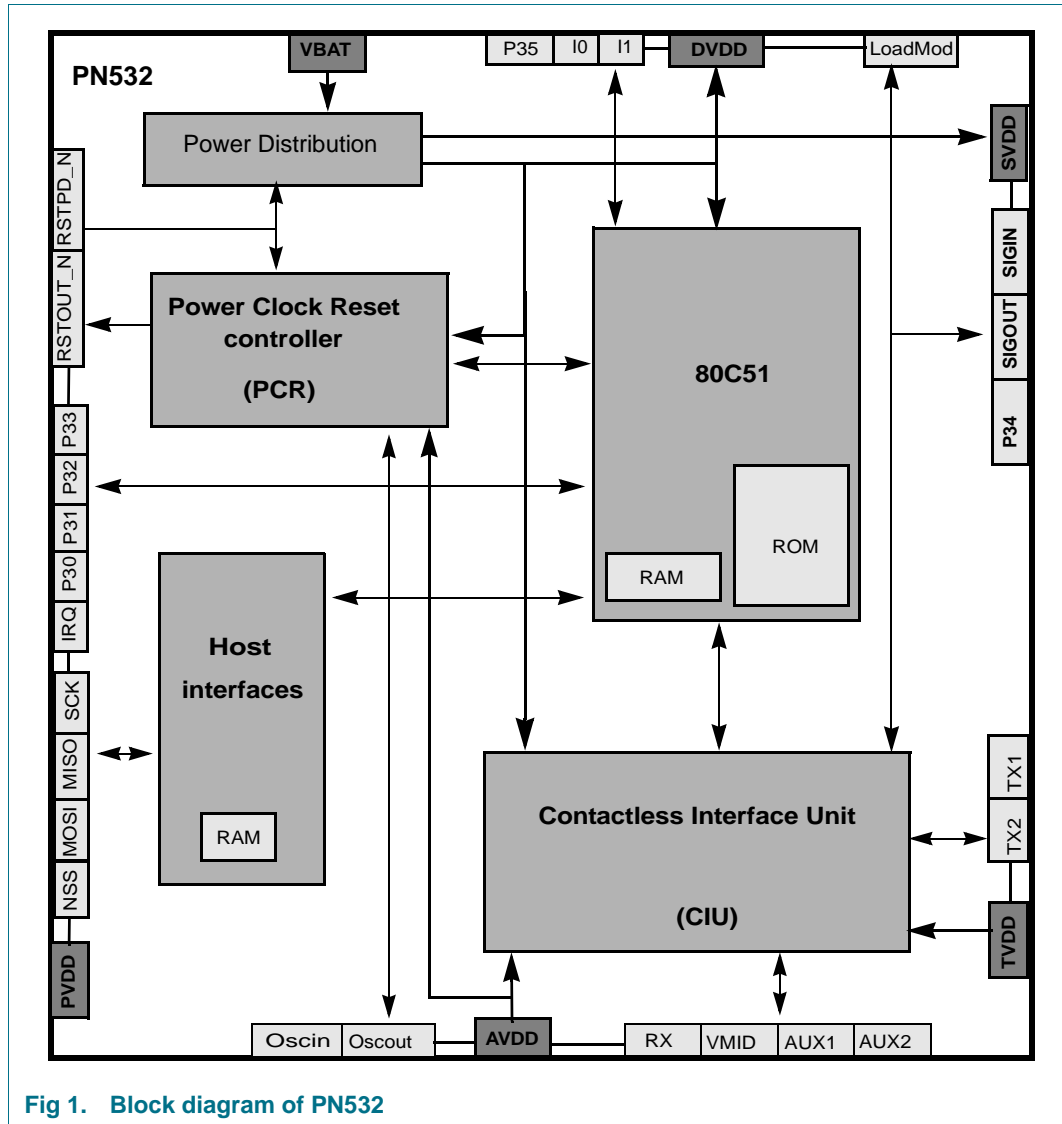 VBAT
P35 I0 I1
DVDD
LoadMod
PN532
Power Distribution
SVDD
RSTPD_N
RSTOUT_N
SIGIN
SIGOUT
P34
Power Clock Reset
controller
(PCR)
80C51
ROM
RAM
P33
P32
P31
P30
IRQ
Host
interfaces
RAM
SCK
MISO
MOSI
NSS
PVDD
Contactless Interface Unit
(CIU)
TX1
TX2
TVDD
Oscin Oscout
AVDD
RX VMID AUX1 AUX2
Fig 1. Block diagram of PN532